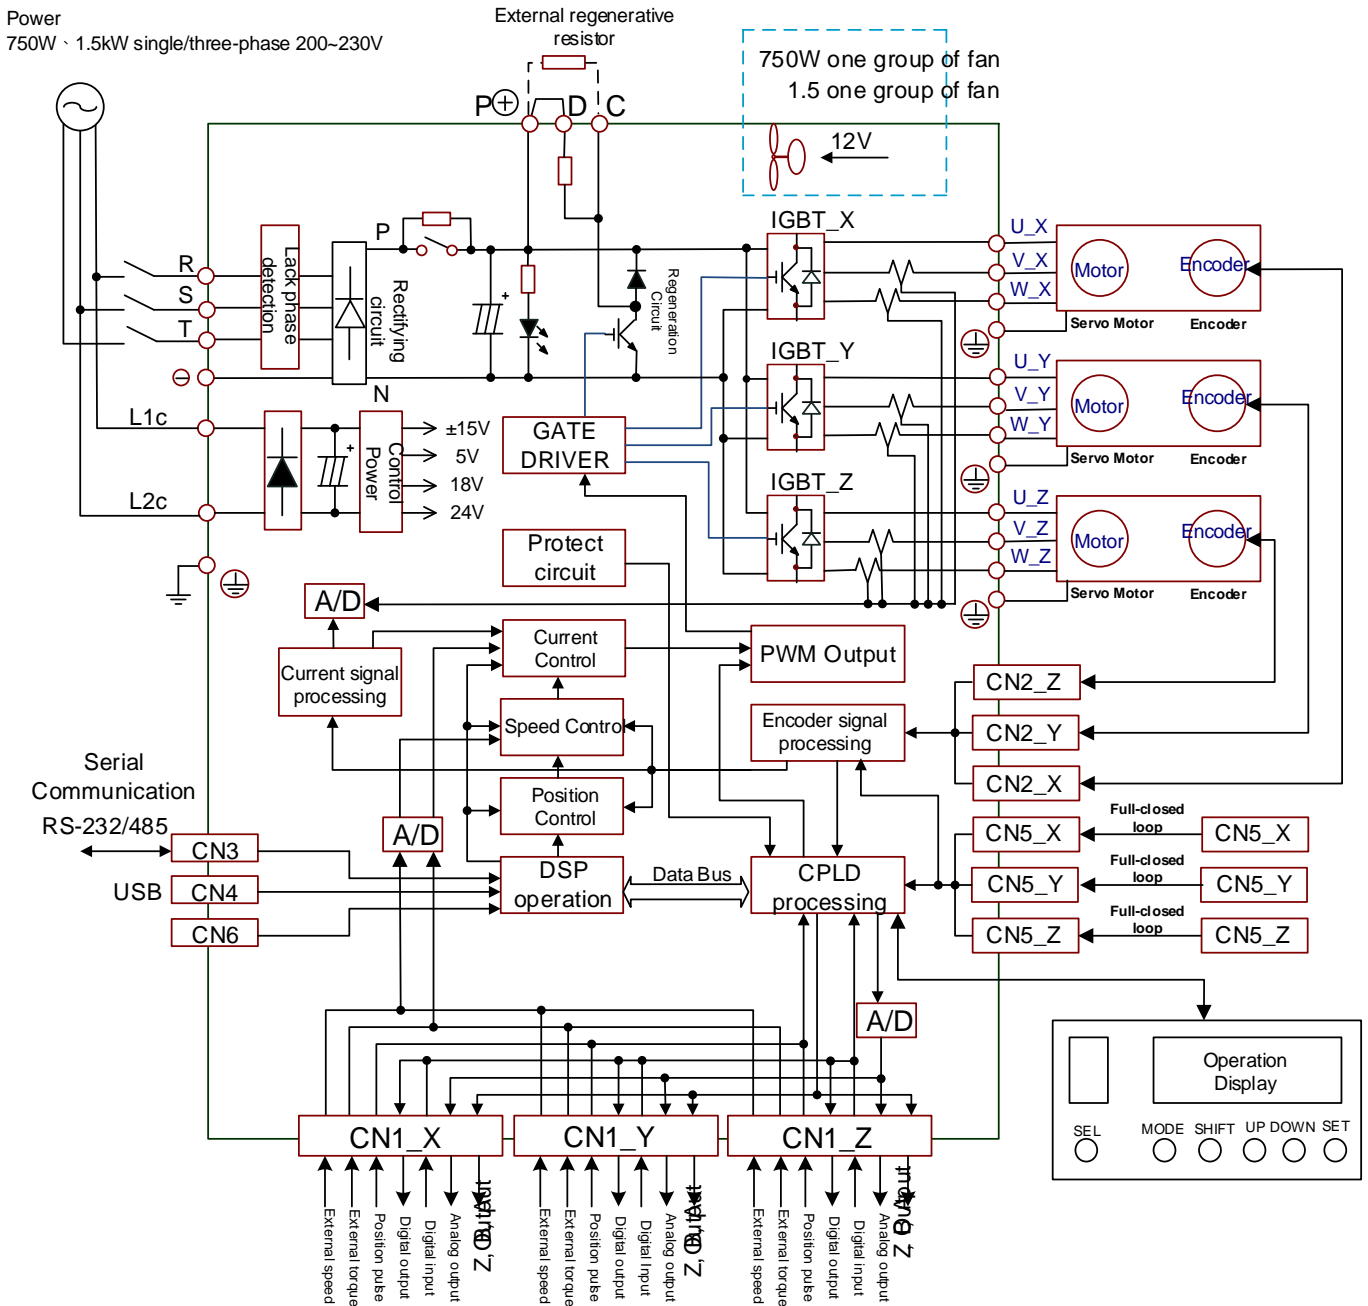 Power
750W、1.5kW single/three-phase 200~230V
External regenerative
resistor
750W one group of fan
1.5 one group of fan
12V
P
D
C
R
S
T
Lack phase
detection
Rectifying
circuit
P
N
Regeneration
Circuit
IGBT_X
U_X
V_X
W_X
Motor
Encoder
Servo Motor
Encoder
IGBT_Y
U_Y
V_Y
W_Y
Motor
Encoder
Servo Motor
Encoder
IGBT_Z
U_Z
V_Z
W_Z
Motor
Encoder
Servo Motor
Encoder
L1c
L2c
Control
Power
±15V
5V
18V
24V
GATE
DRIVER
Protect
circuit
A/D
Current signal
processing
Current
Control
Speed Control
Position
Control
DSP
operation
PWM Output
Encoder signal
processing
CPLD
processing
Data Bus
A/D
A/D
CN2_Z
CN2_Y
CN2_X
CN5_X
Full-closed
loop
CN5_X
CN5_Y
Full-closed
loop
CN5_Y
CN5_Z
Full-closed
loop
CN5_Z
Serial
Communication
RS-232/485
CN3
USB
CN4
CN6
CN1_X
CN1_Y
CN1_Z
External speed
External torque
Position pulse
Digital output
Digital input
Analog output
External speed
External torque
Position pulse
Digital output
Digital Input
Analog output
External speed
External torque
Position pulse
Digital output
Digital input
Analog output
Operation
Display
SEL
MODE
SHIFT
UP
DOWN
SET